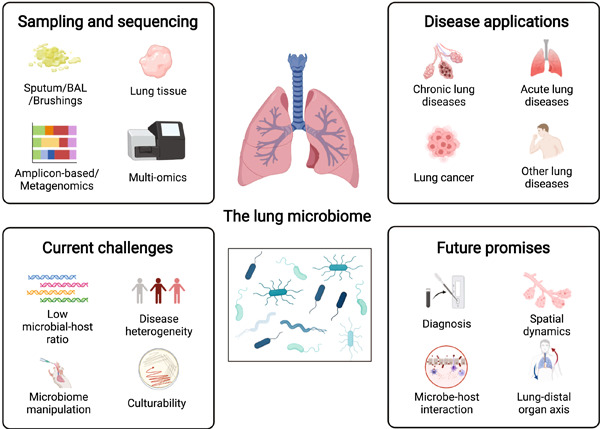 Sampling and sequencing
Sputum/BAL
/Brushings
Lung tissue
Amplicon-based/
Metagenomics
Multi-omics
Disease applications
Chronic lung
diseases
Acute lung
diseases
Lung cancer
Other lung
diseases
The lung microbiome
Current challenges
Low
microbial-host
ratio
Disease
heterogeneity
Microbiome
manipulation
Culturability
Future promises
Diagnosis
Spatial
dynamics
Microbe-host
interaction
Lung-distal
organ axis